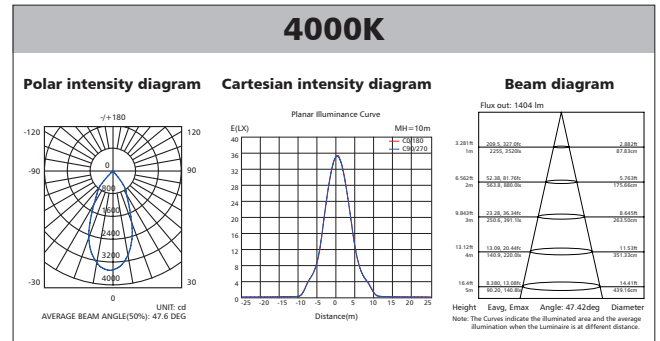 4000K
Polar intensity diagram
Cartesian intensity diagram
Beam diagram
-/+180
-120
120
-90
90
-30
30
0
0
800
1600
2400
3200
4000
UNIT: cd
AVERAGE BEAM ANGLE(50%): 47.6 DEG
Planar Illuminance Curve
E(LX)
MH=10m
C0/180
C90/270
40
36
32
28
24
20
16
12
8
4
0
-25 -20 -15 -10 -5 0 5 10 15 20 25
Distance(m)
Flux out: 1404 lm
3.281ft 209.5, 327.0fc 2.882ft
1m 2255, 3520lx 87.83cm
6.562ft 52.38, 81.76fc 5.763ft
2m 563.8, 880.0lx 175.66cm
9.843ft 23.28, 36.34fc 8.645ft
3m 250.6, 391.1lx 263.50cm
13.12ft 13.09, 20.44fc 11.53ft
4m 140.9, 220.0lx 351.33cm
16.4ft 8.380, 13.08fc 14.41ft
5m 90.20, 140.8lx 439.16cm
Height Eavg, Emax Angle: 47.42deg Diameter
Note: The Curves indicate the illuminated area and the average
illumination when the Luminaire is at different distance.